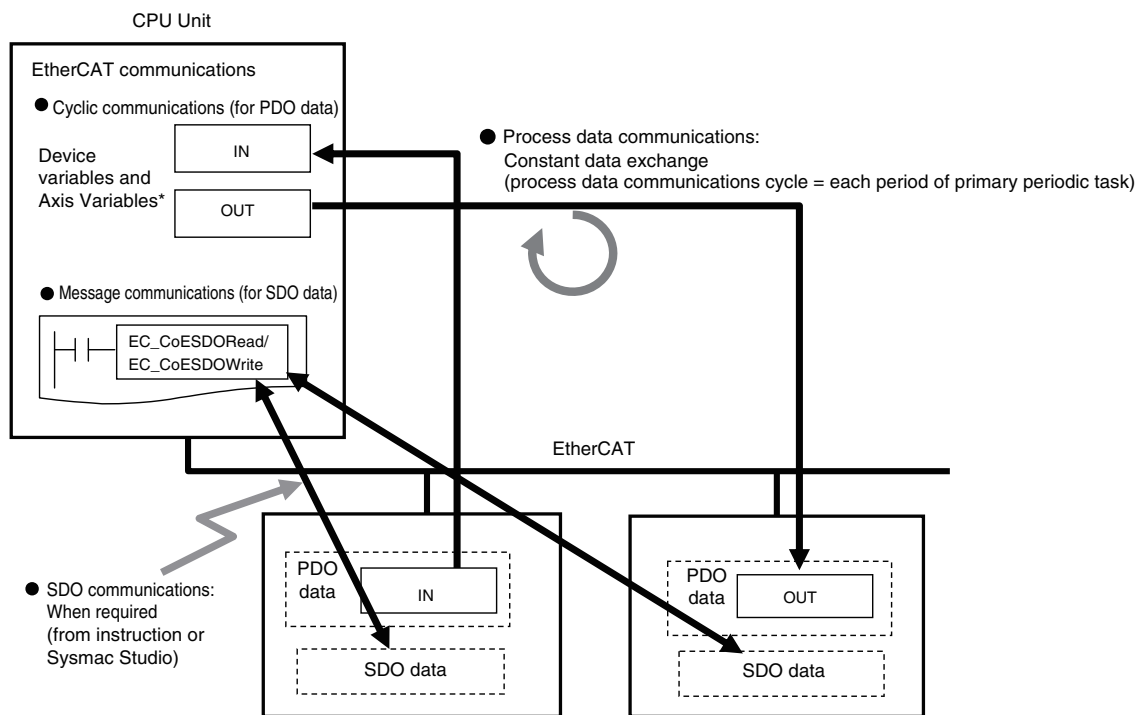 CPU Unit
EtherCAT communications
● Cyclic communications (for PDO data)
Device
variables and
Axis Variables*
IN
OUT
● Process data communications:
Constant data exchange
(process data communications cycle = each period of primary periodic task)
● Message communications (for SDO data)
EC_CoESDORead/
EC_CoESDOWrite
EtherCAT
● SDO communications:
When required
(from instruction or
Sysmac Studio)
PDO
data
IN
SDO data
PDO
data
OUT
SDO data